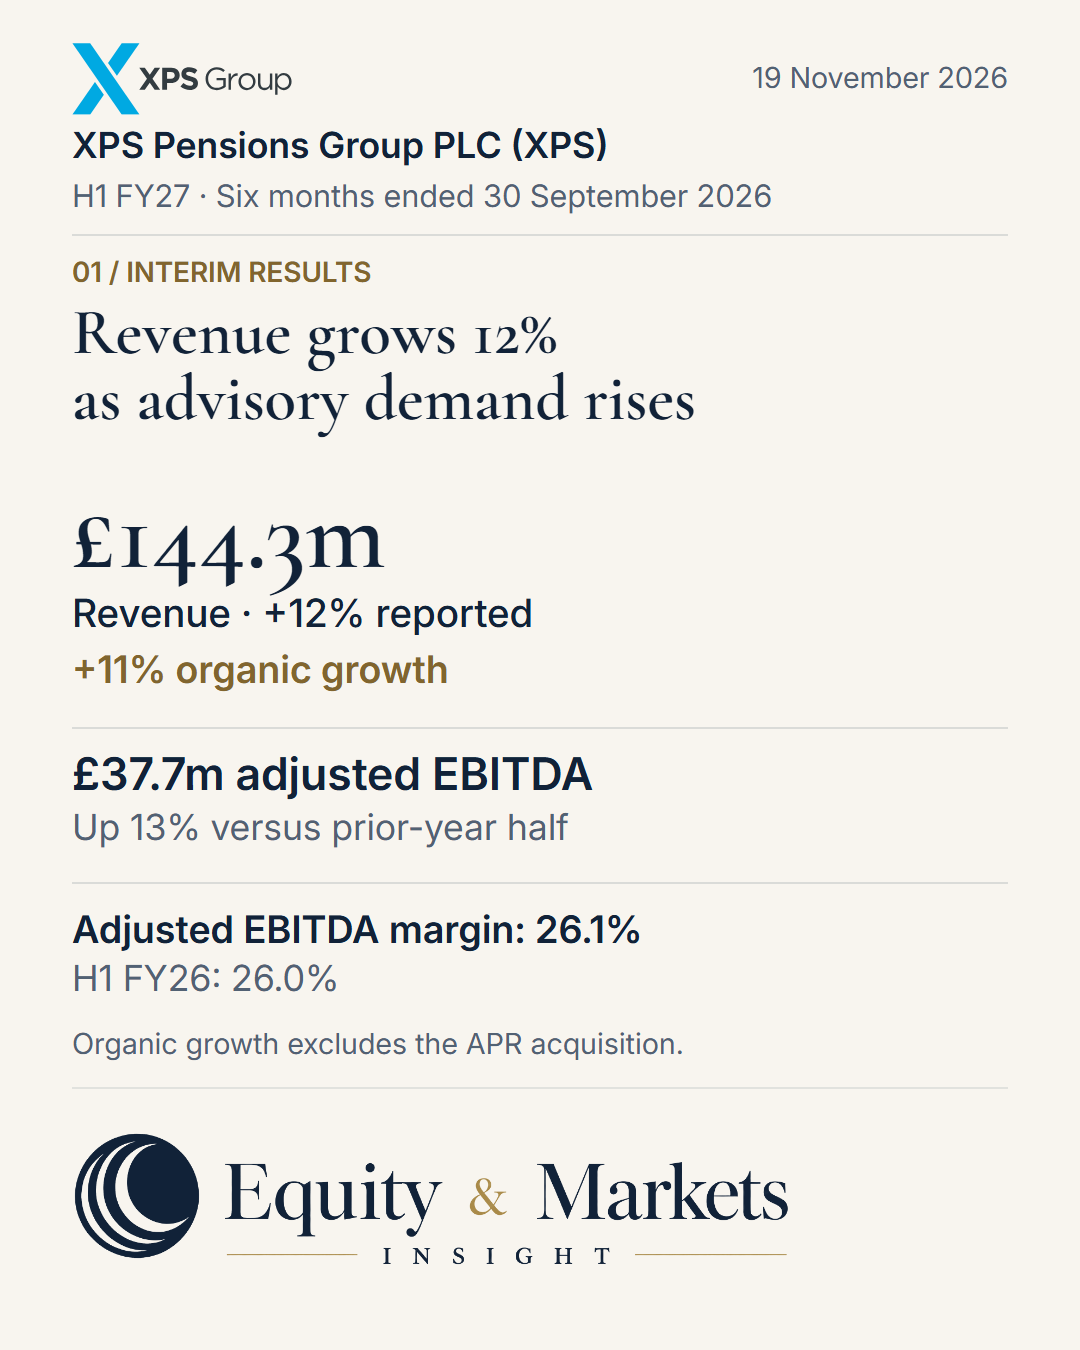 XPS Group
19 November 2026
XPS Pensions Group PLC (XPS)
H1 FY27 · Six months ended 30 September 2026
01 / INTERIM RESULTS
Revenue grows 12%
as advisory demand rises
£144.3m
Revenue · +12% reported
+11% organic growth
£37.7m adjusted EBITDA
Up 13% versus prior-year half
Adjusted EBITDA margin: 26.1%
H1 FY26: 26.0%
Organic growth excludes the APR acquisition.
Equity & Markets
INSIGHT